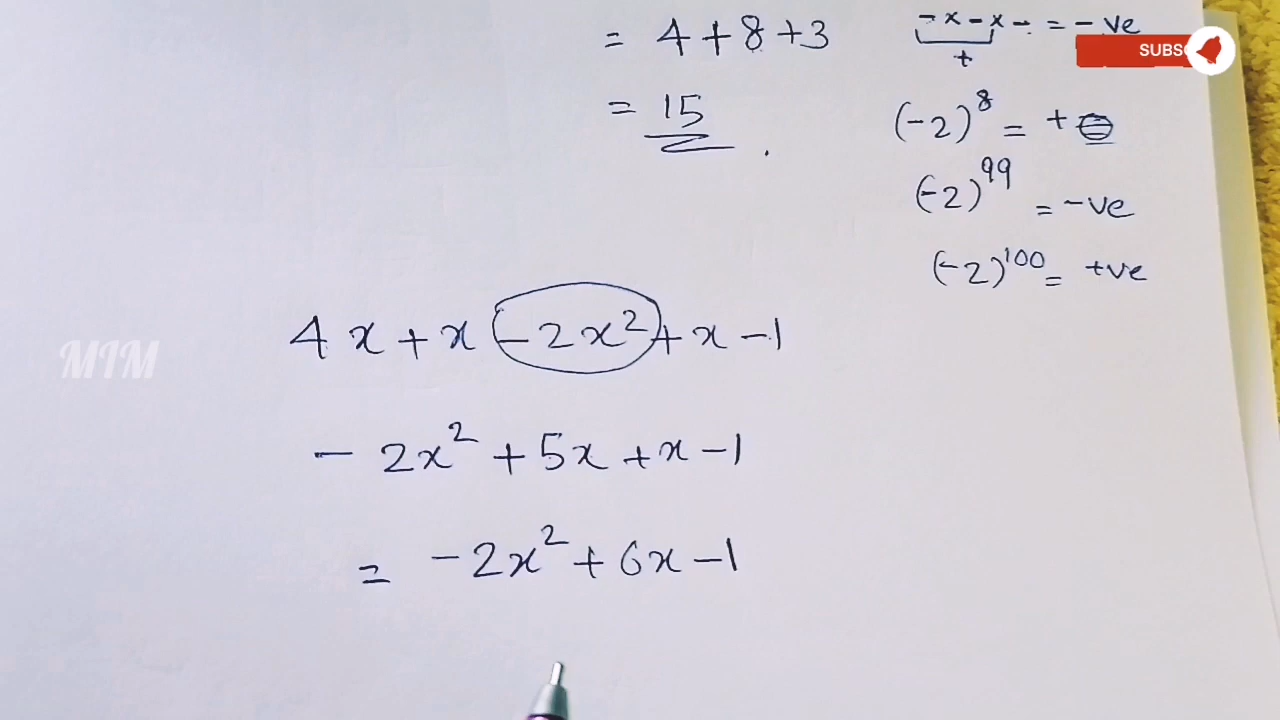 = 4 + 8 + 3
= 15
- x - x - = - ve
+
SUBS
(-2)^8 = +
(-2)^99 = -ve
(-2)^100 = +ve
4x + x - 2x^2 + x - 1
MIM
- 2x^2 + 5x + x - 1
= -2x^2 + 6x - 1